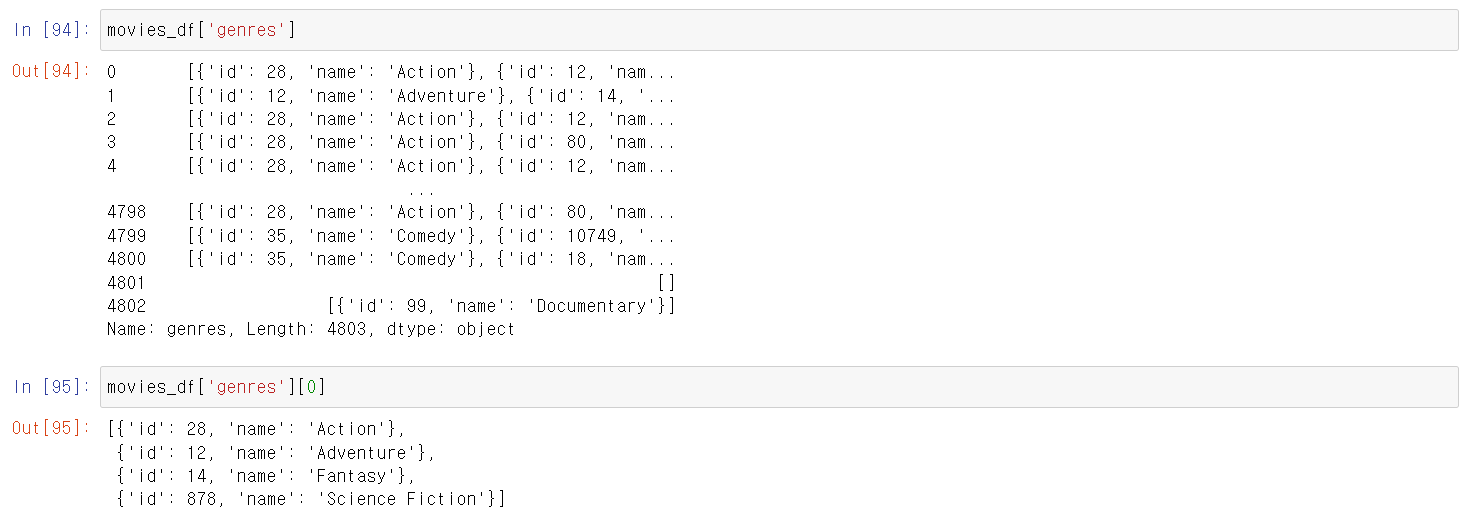 In [94]: movies_df['genres']
Out[94]: 0 [{'id': 28, 'name': 'Action'}, {'id': 12, 'nam...
1 [{'id': 12, 'name': 'Adventure'}, {'id': 14, '...
2 [{'id': 28, 'name': 'Action'}, {'id': 12, 'nam...
3 [{'id': 28, 'name': 'Action'}, {'id': 80, 'nam...
4 [{'id': 28, 'name': 'Action'}, {'id': 12, 'nam...
...
4798 [{'id': 28, 'name': 'Action'}, {'id': 80, 'nam...
4799 [{'id': 35, 'name': 'Comedy'}, {'id': 10749, '...
4800 [{'id': 35, 'name': 'Comedy'}, {'id': 18, 'nam...
4801 []
4802 [{'id': 99, 'name': 'Documentary'}]
Name: genres, Length: 4803, dtype: object
In [95]: movies_df['genres'][0]
Out[95]: [{'id': 28, 'name': 'Action'},
{'id': 12, 'name': 'Adventure'},
{'id': 14, 'name': 'Fantasy'},
{'id': 878, 'name': 'Science Fiction'}]